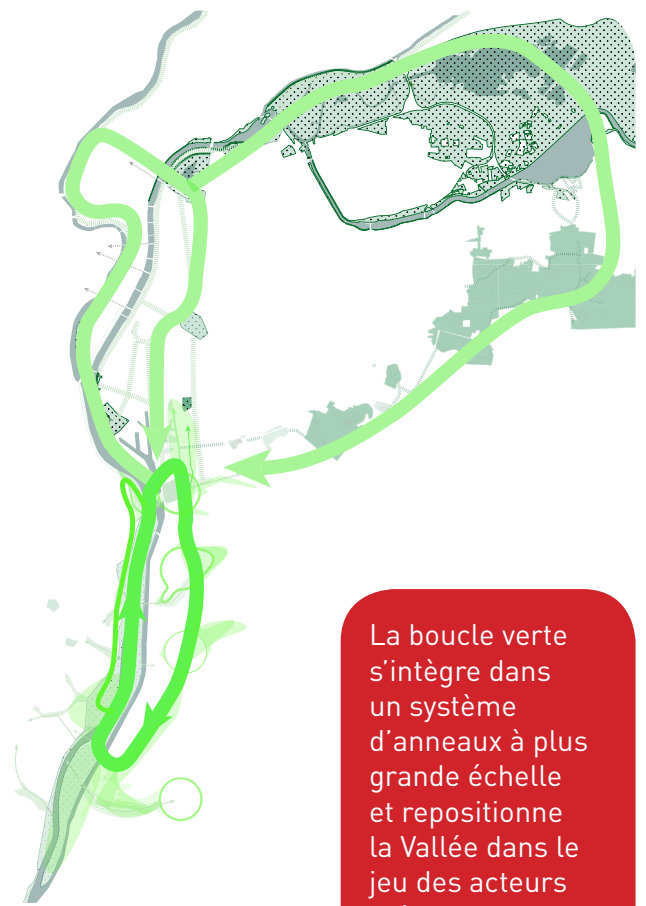 La boucle verte
s’intègre dans
un système
d’anneaux à plus
grande échelle
et repositionne
la Vallée dans le
jeu des acteurs